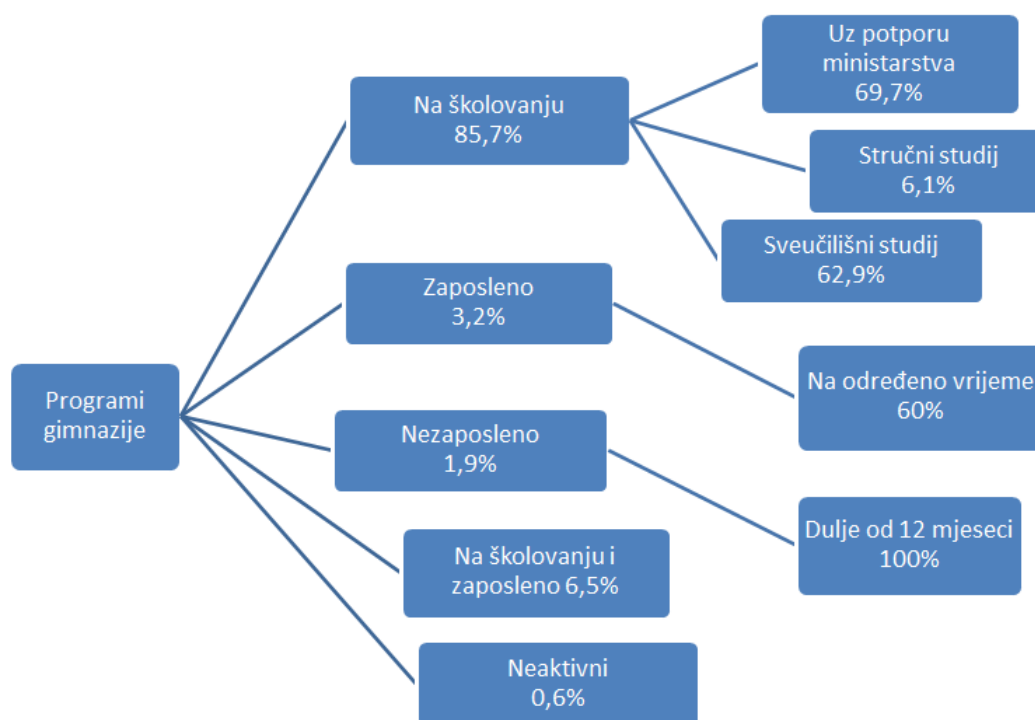 Programi
gimnazije
Na školovanju
85,7%
Uz potporu
ministarstva
69,7%
Stručni studij
6,1%
Sveučilišni studij
62,9%
Zaposleno
3,2%
Na određeno vrijeme
60%
Nezaposleno
1,9%
Dulje od 12 mjeseci
100%
Na školovanju i
zaposleno 6,5%
Neaktivni
0,6%